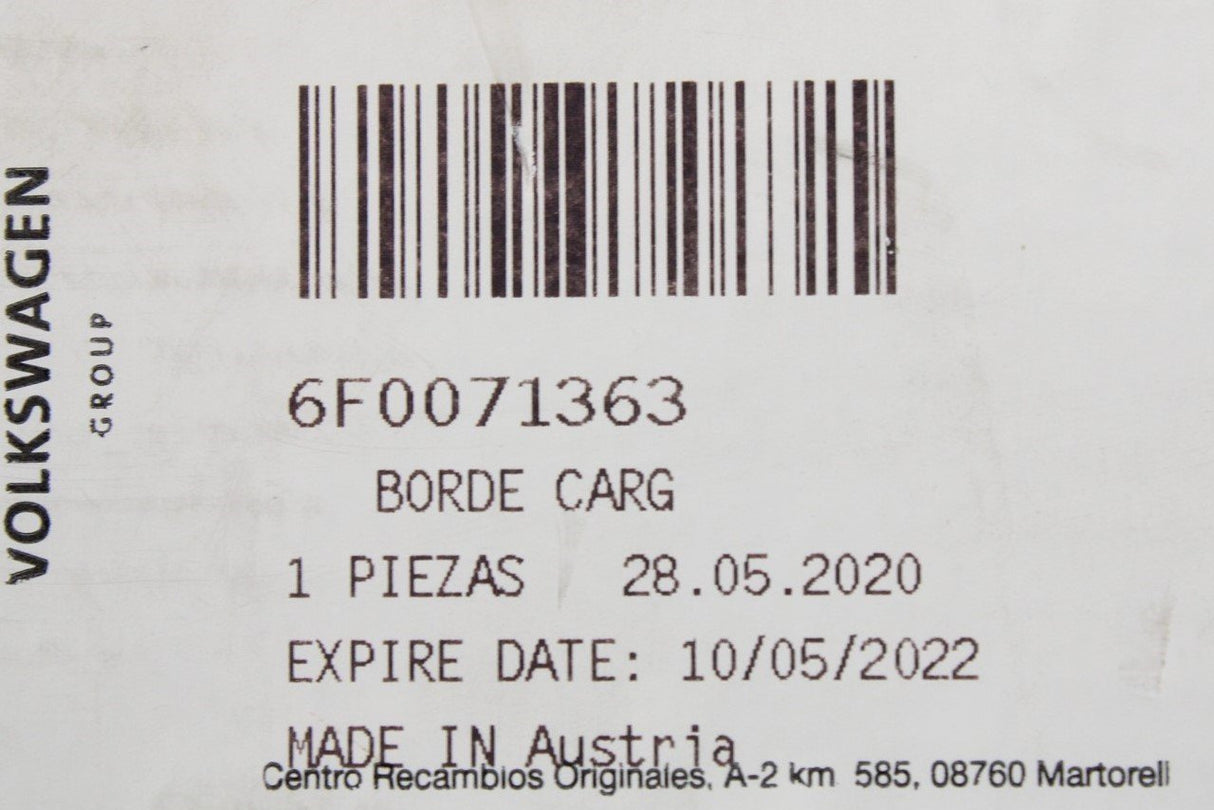 VOLKSWAGEN
GROUP
6F0071363
BORDE CARG
1 PIEZAS 28.05.2020
EXPIRE DATE: 10/05/2022
MADE IN Austria
Centro Recambios Originales, A-2 km 585, 08760 Martorell